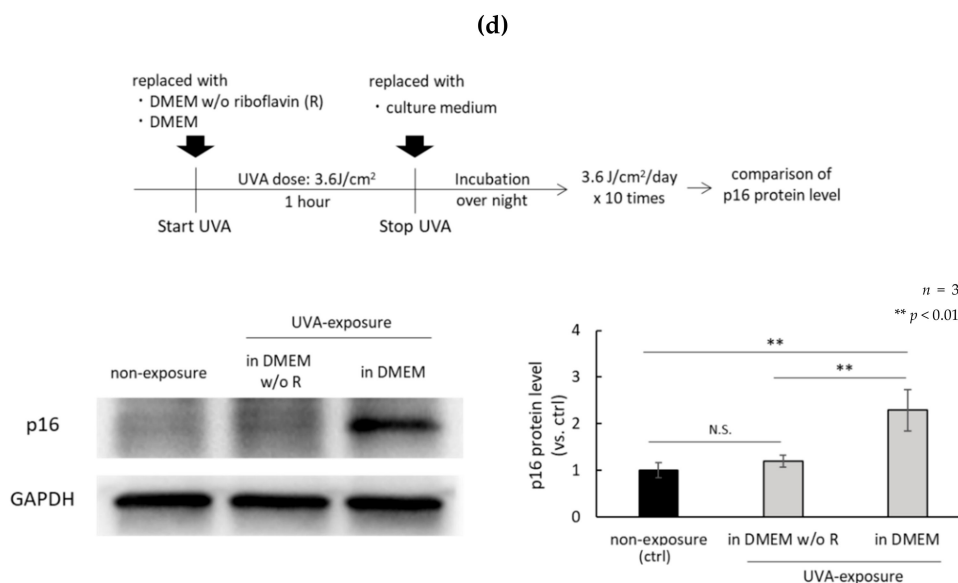 (d)
replaced with
・DMEM w/o riboflavin (R)
・DMEM
replaced with
・culture medium
UVA dose: 3.6J/cm²
1 hour
Incubation
over night
3.6 J/cm²/day
x 10 times
comparison of
p16 protein level
Start UVA
Stop UVA
UVA-exposure
non-exposure
in DMEM
w/o R
in DMEM
p16
GAPDH
n = 3
** p < 0.01
p16 protein level
(vs. ctrl)
4
3
2
1
0
**
**
N.S.
non-exposure
(ctrl)
in DMEM w/o R
in DMEM
UVA-exposure